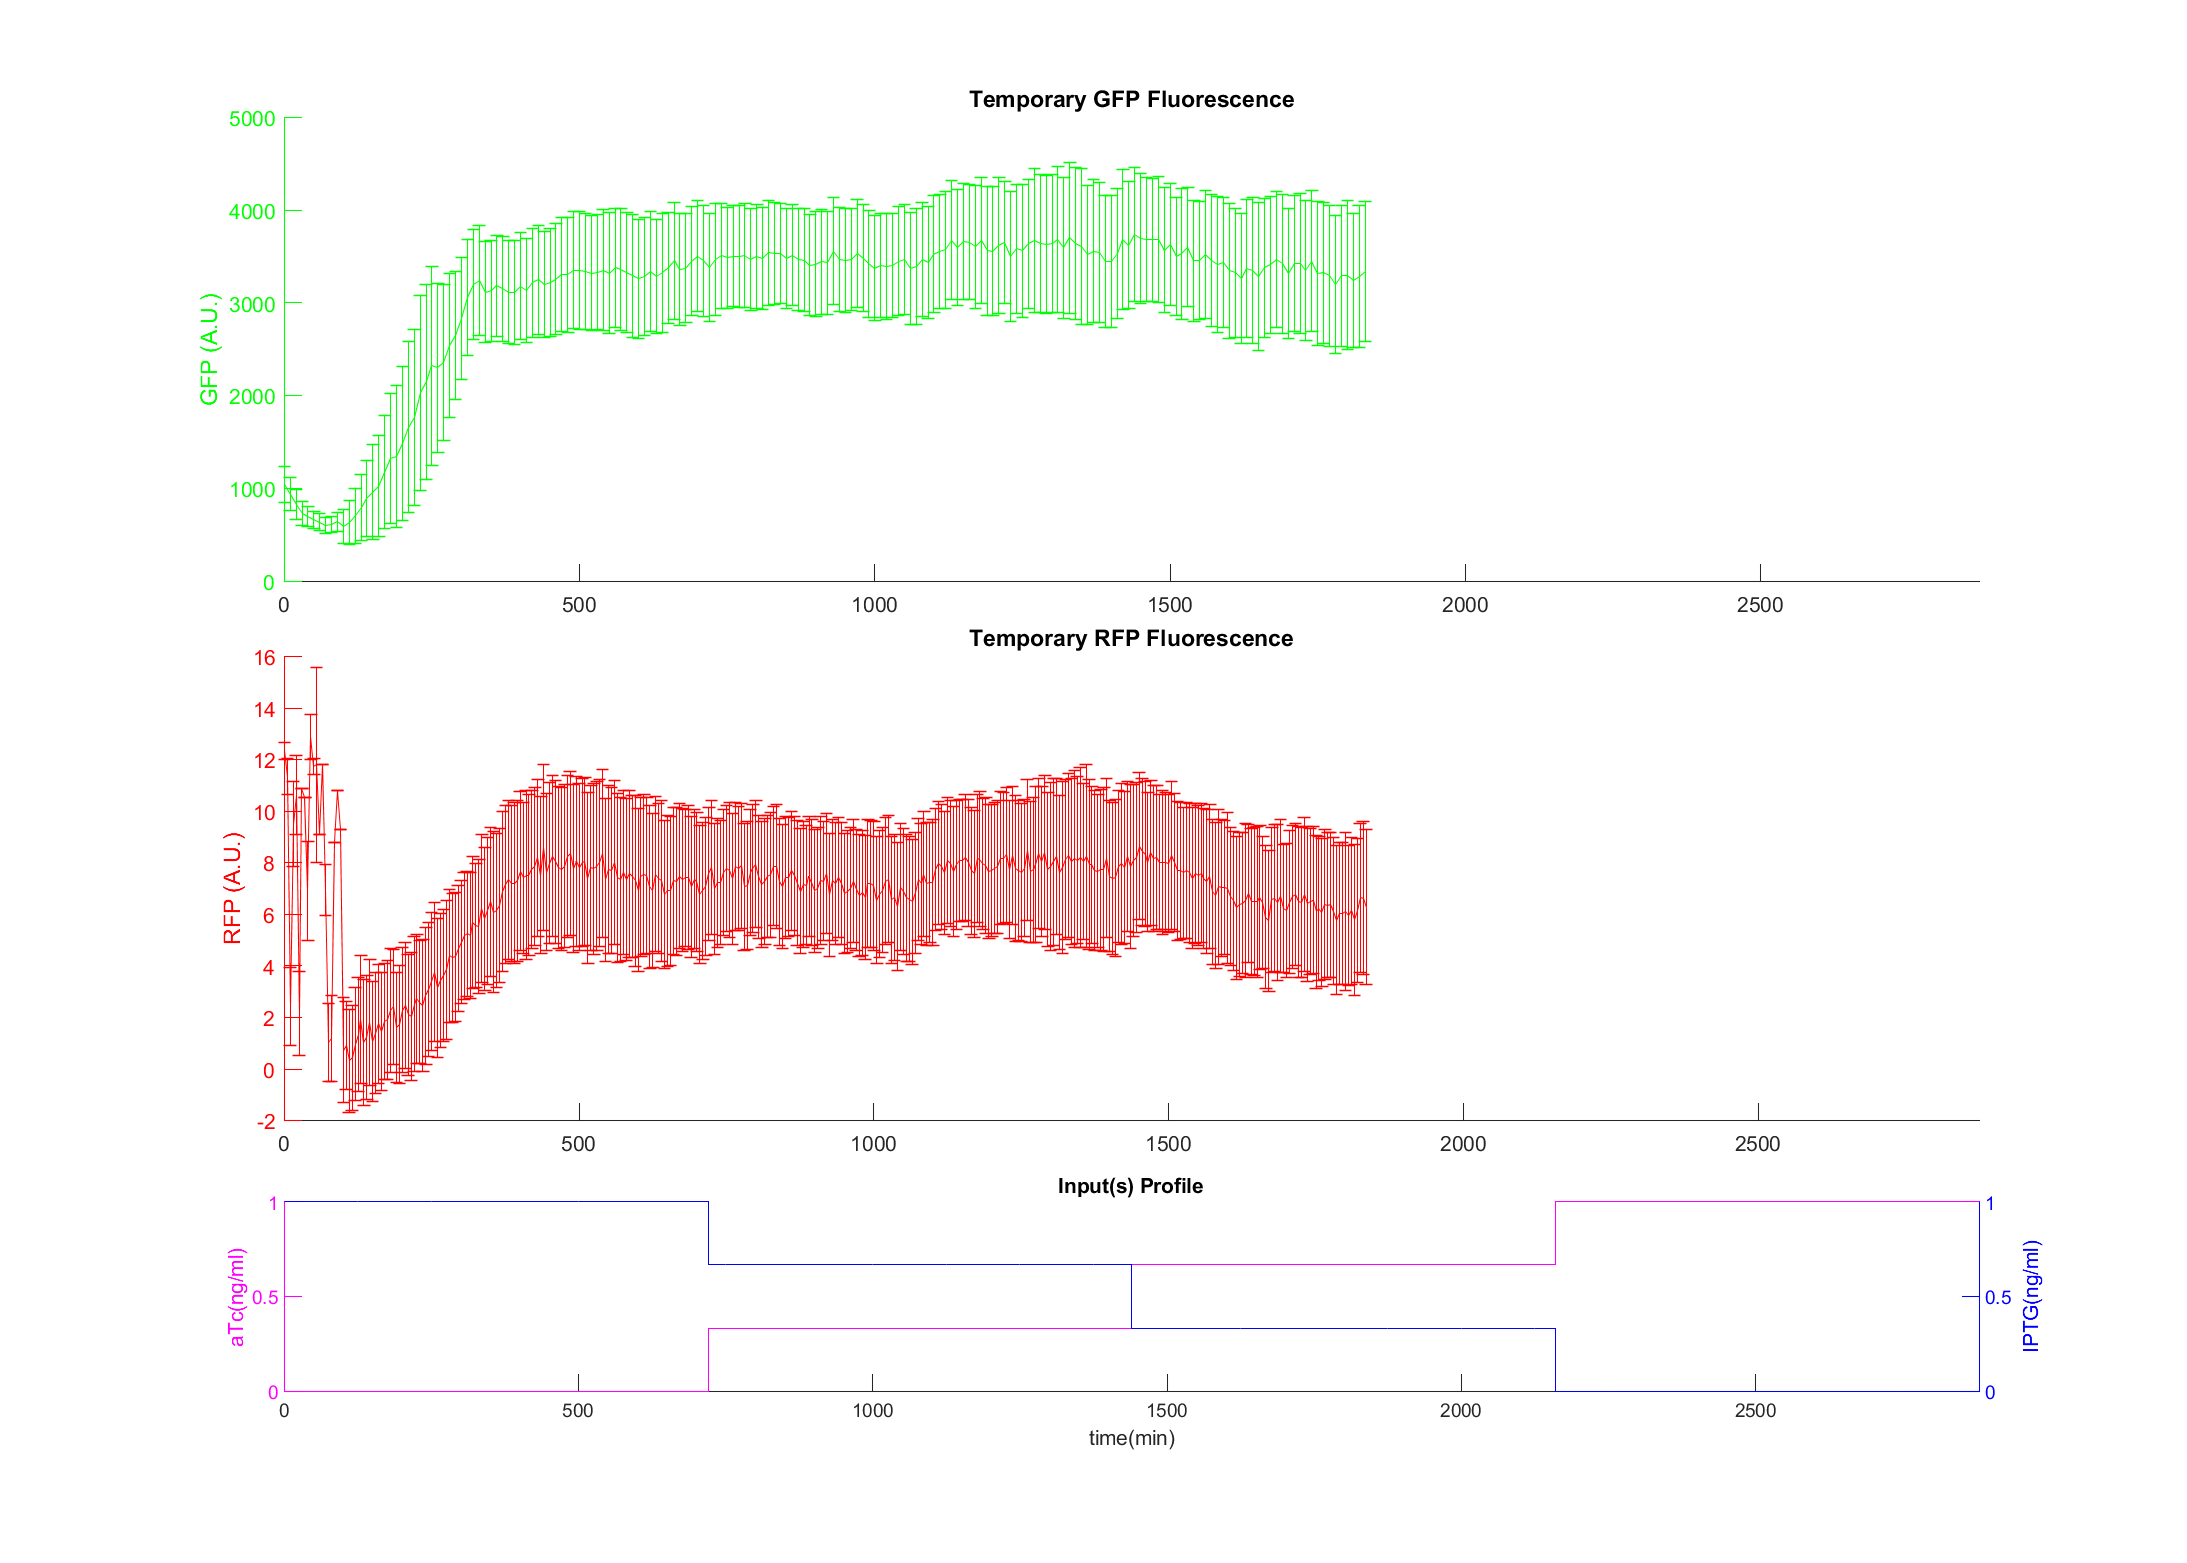 Temporary GFP Fluorescence
5000
4000
3000
2000
1000
0
GFP (A.U.)
0 500 1000 1500 2000 2500
Temporary RFP Fluorescence
16
14
12
10
8
6
4
2
0
-2
RFP (A.U.)
0 500 1000 1500 2000 2500
Input(s) Profile
1
0.5
0
aTc(ng/ml)
1
0.5
0
IPTG(ng/ml)
0 500 1000 1500 2000 2500
time(min)